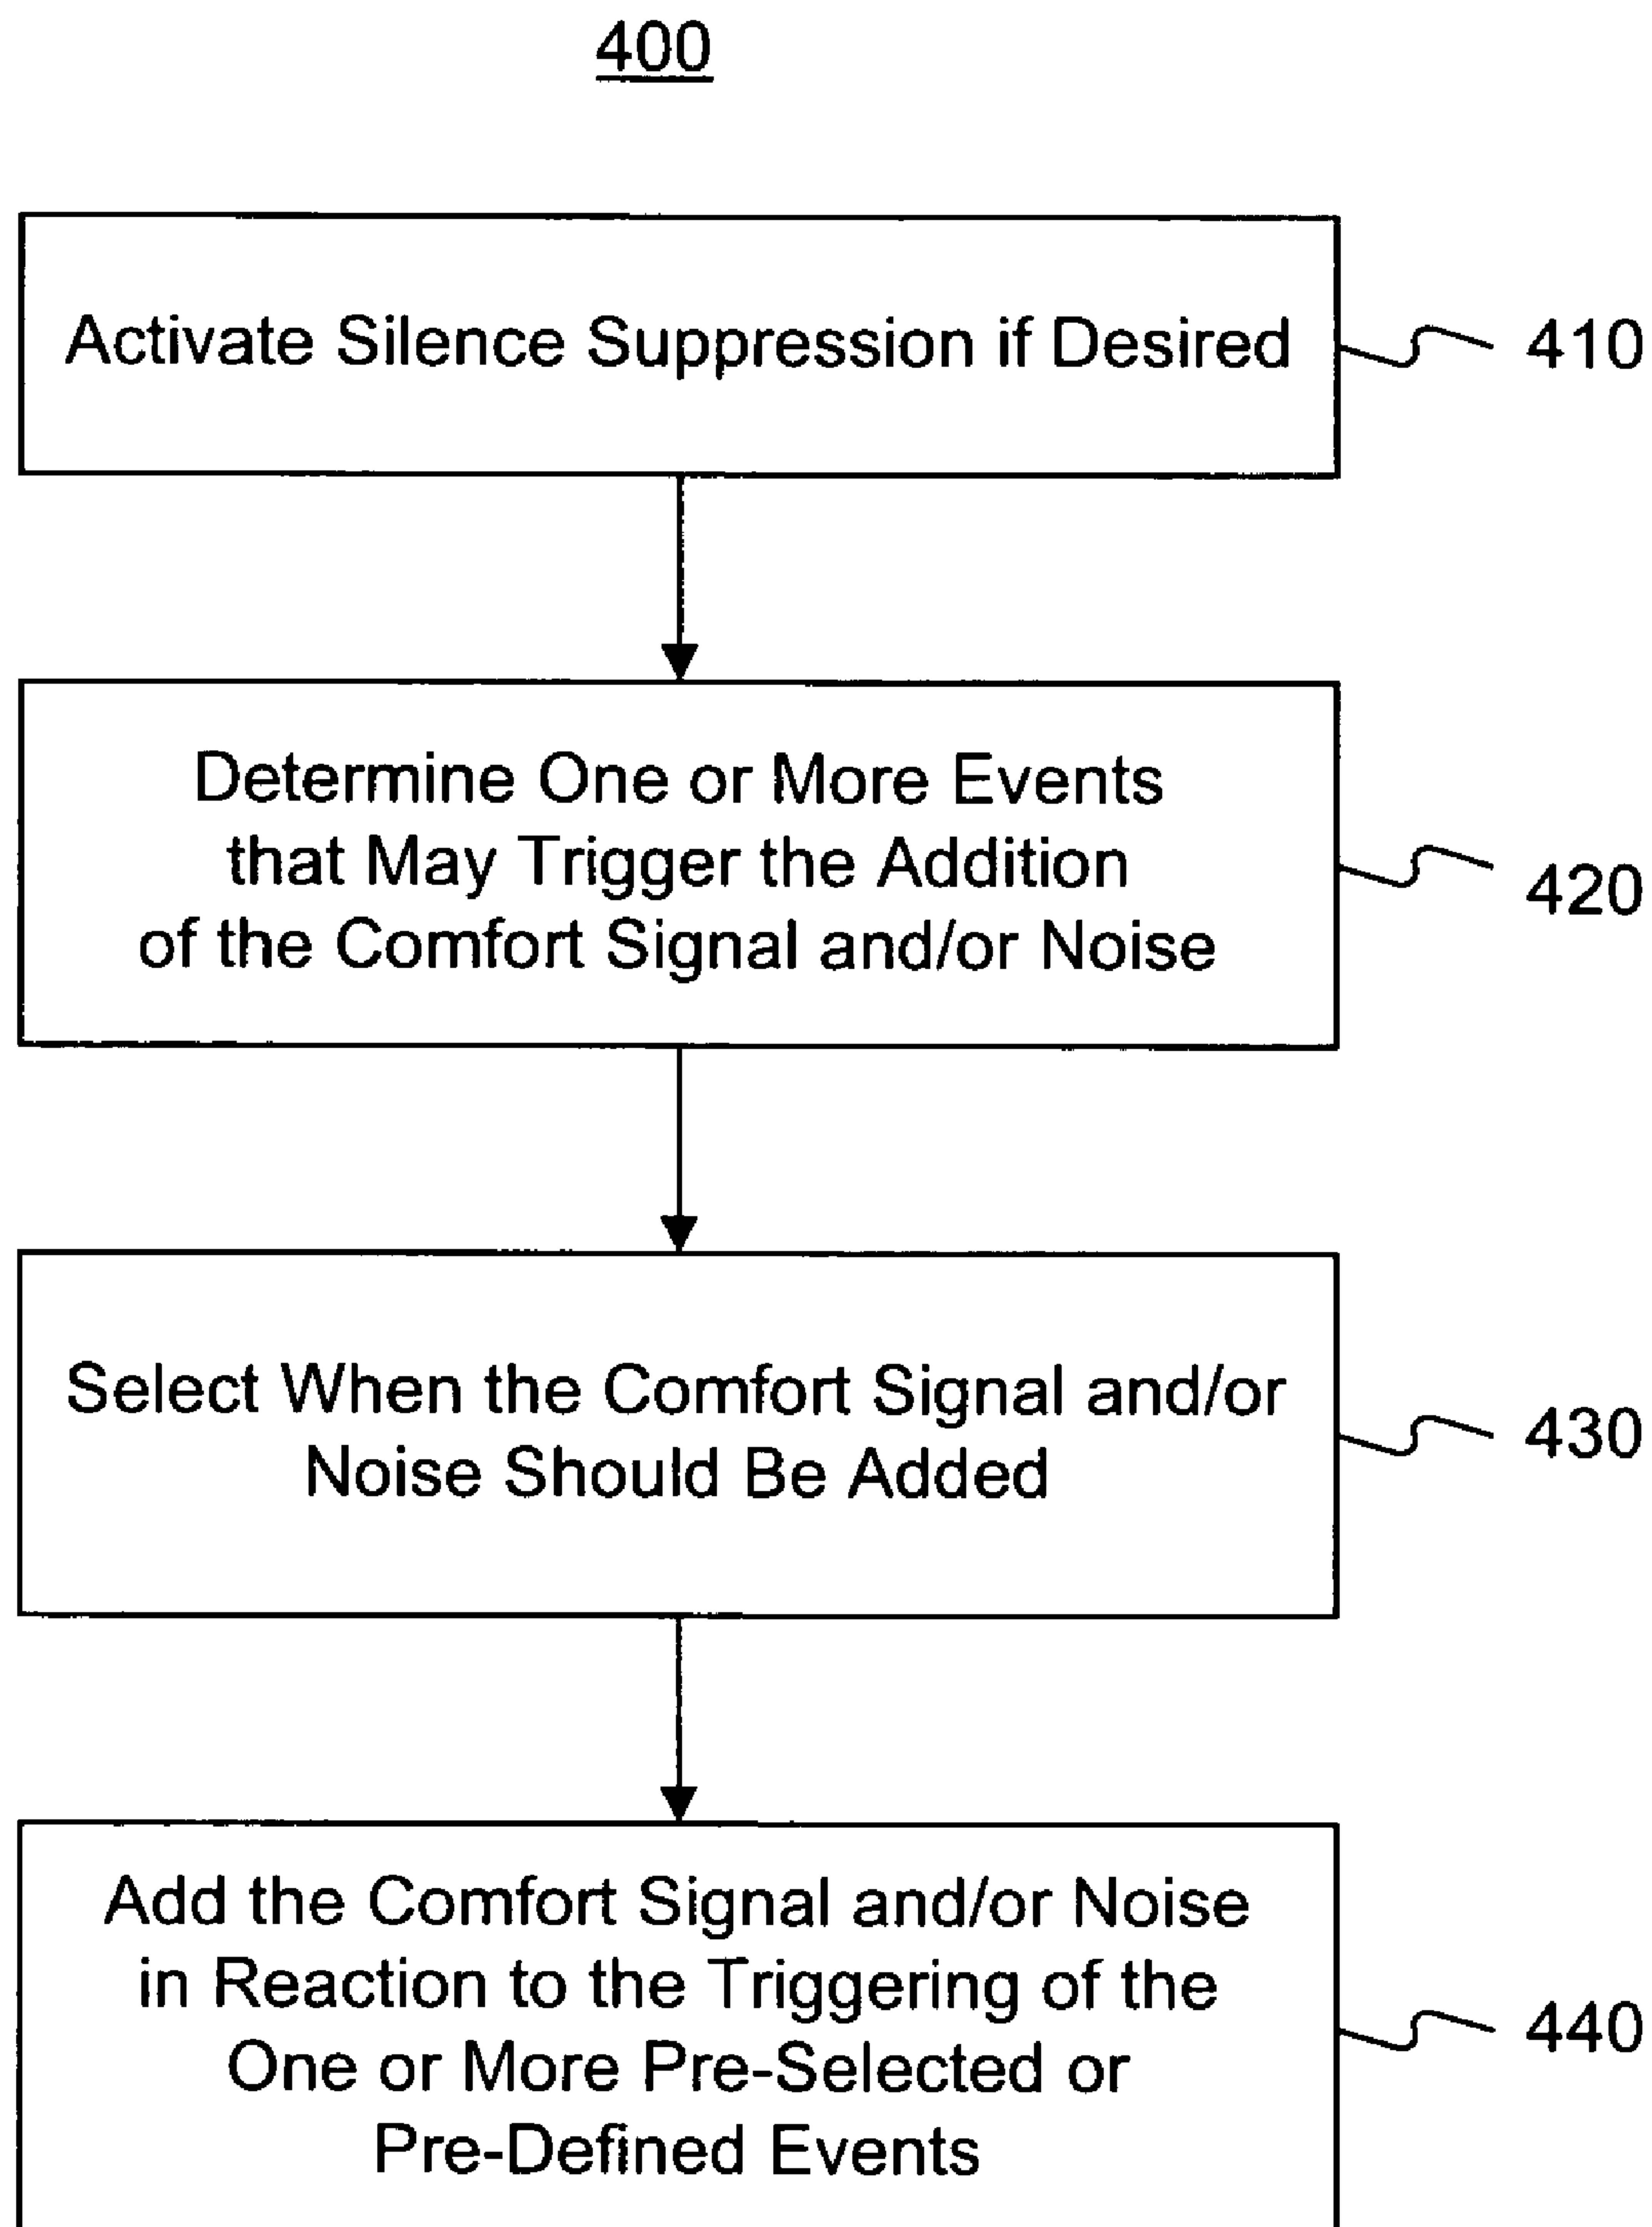 400
Activate Silence Suppression if Desired
410
Determine One or More Events
that May Trigger the Addition
of the Comfort Signal and/or Noise
420
Select When the Comfort Signal and/or
Noise Should Be Added
430
Add the Comfort Signal and/or Noise
in Reaction to the Triggering of the
One or More Pre-Selected or
Pre-Defined Events
440